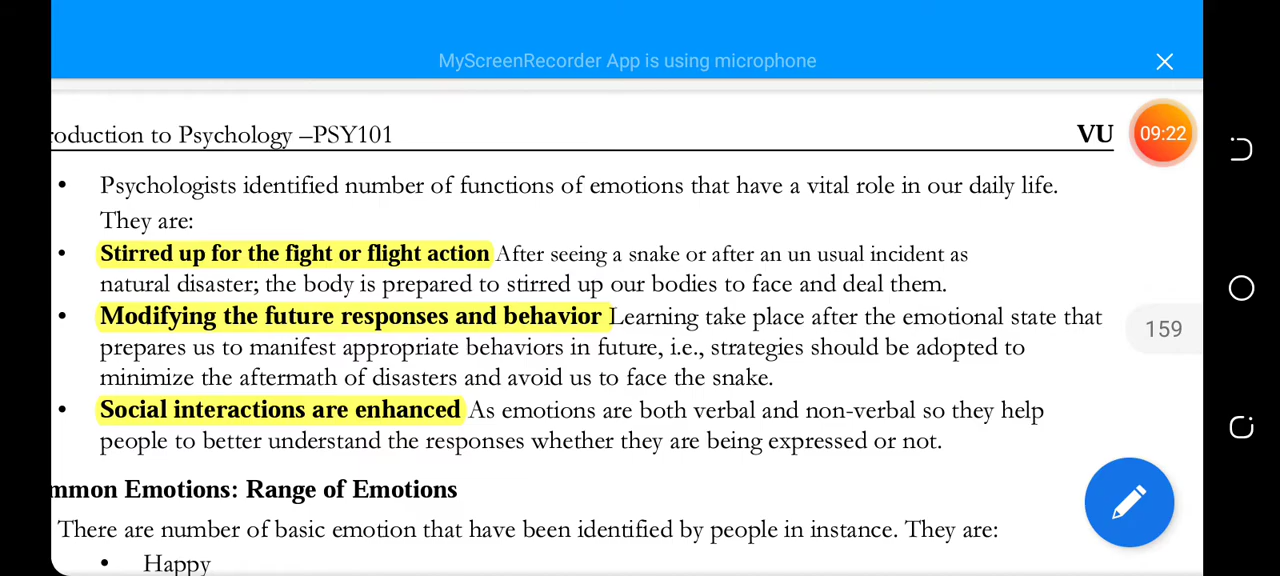 MyScreenRecorder App is using microphone
roduction to Psychology –PSY101 VU
09:22
• Psychologists identified number of functions of emotions that have a vital role in our daily life.
They are:
• Stirred up for the fight or flight action After seeing a snake or after an un usual incident as
natural disaster; the body is prepared to stirred up our bodies to face and deal them.
• Modifying the future responses and behavior Learning take place after the emotional state that
prepares us to manifest appropriate behaviors in future, i.e., strategies should be adopted to
minimize the aftermath of disasters and avoid us to face the snake.
159
• Social interactions are enhanced As emotions are both verbal and non-verbal so they help
people to better understand the responses whether they are being expressed or not.
mmon Emotions: Range of Emotions
There are number of basic emotion that have been identified by people in instance. They are:
• Happy